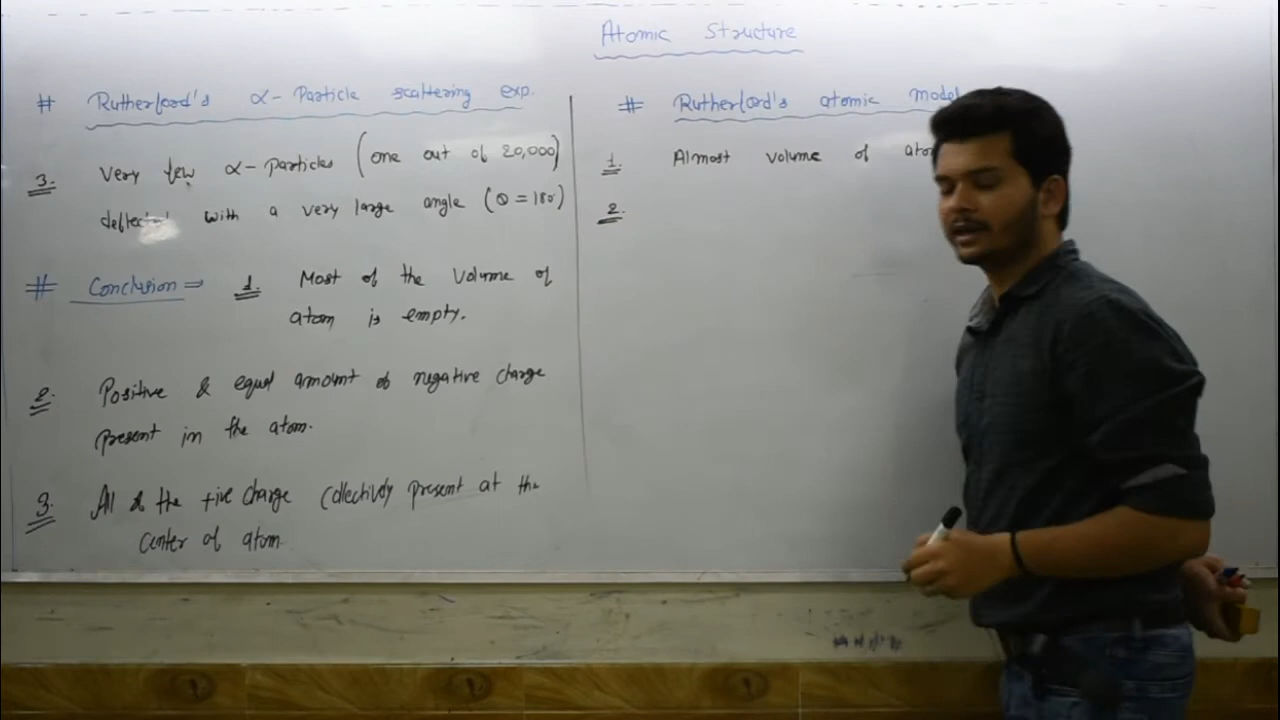 Atomic Structure
# Rutherford's α-Particle scattering exp.
3. Very few α-Particles (one out of 20,000)
deflected with a very large angle (θ = 180)
# Conclusion ⇒ 1. Most of the volume of
atom is empty.
2. Positive & equal amount of negative charge
present in the atom.
3. All of the +ive charge collectively present at the
center of atom.
# Rutherford's atomic model
1. Almost volume of
2.